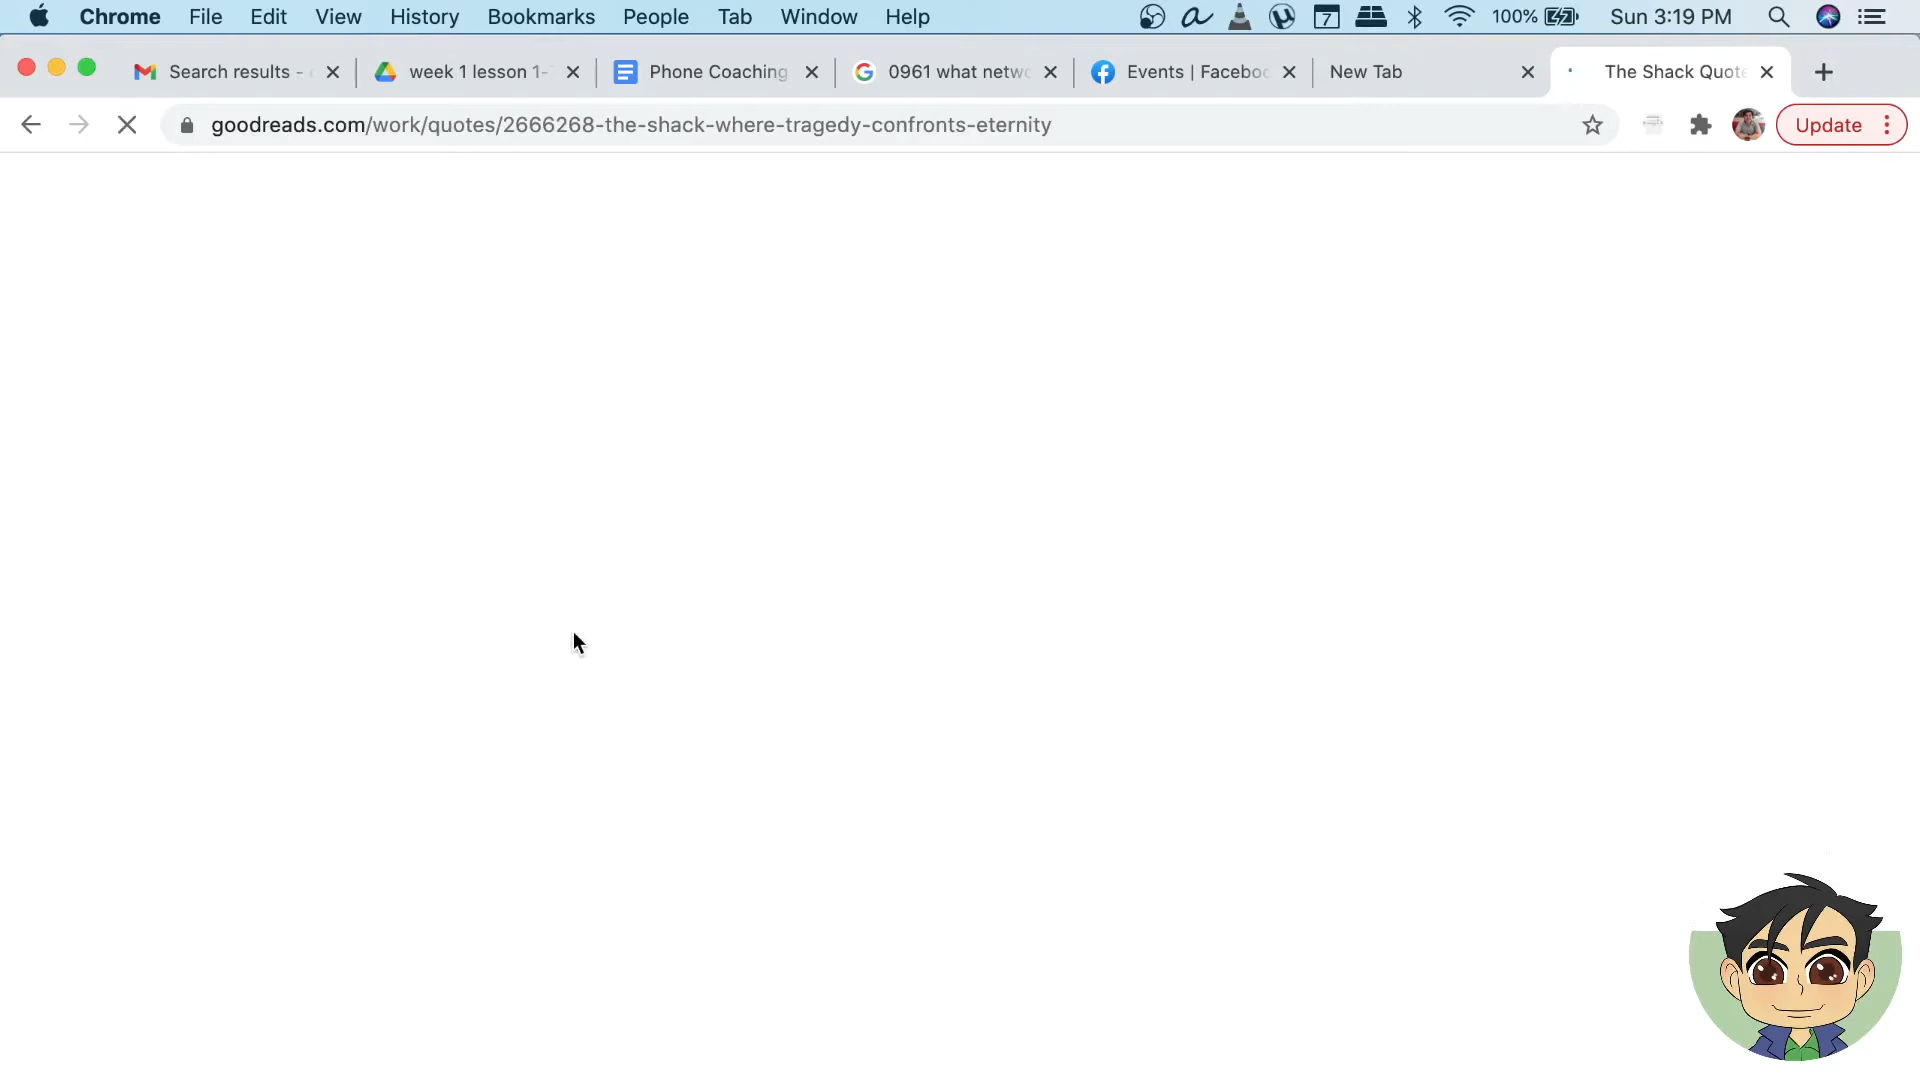 Chrome File Edit View History Bookmarks People Tab Window Help 7 100% Sun 3:19 PM
Search results - week 1 lesson 1- Phone Coaching 0961 what netwo Events | Facebo New Tab The Shack Quote
goodreads.com/work/quotes/2666268-the-shack-where-tragedy-confronts-eternity Update